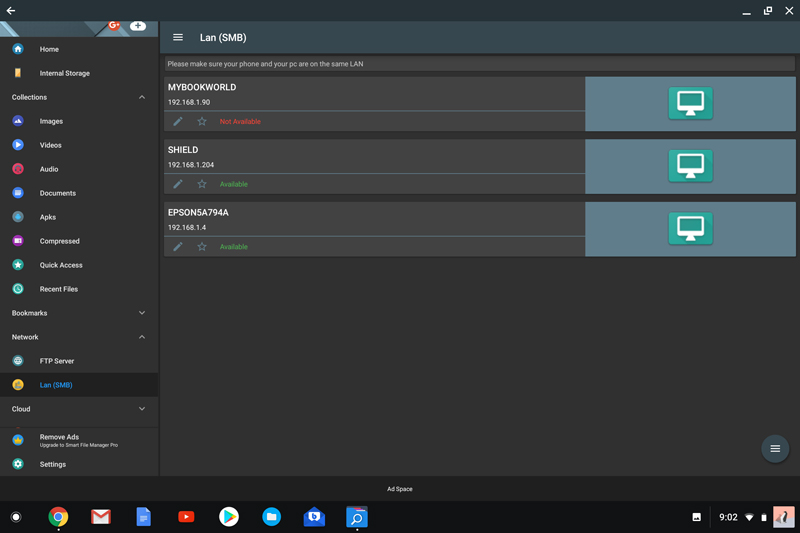 Lan (SMB)
Home
Internal Storage
Collections
Images
Videos
Audio
Documents
Apks
Compressed
Quick Access
Recent Files
Bookmarks
Network
FTP Server
Lan (SMB)
Cloud
Remove Ads
Upgrade to Smart File Manager Pro
Settings
Please make sure your phone and your pc are on the same LAN
MYBOOKWORLD
192.168.1.90
Not Available
SHIELD
192.168.1.204
Available
EPSON5A794A
192.168.1.4
Available
Ad Space
9:02